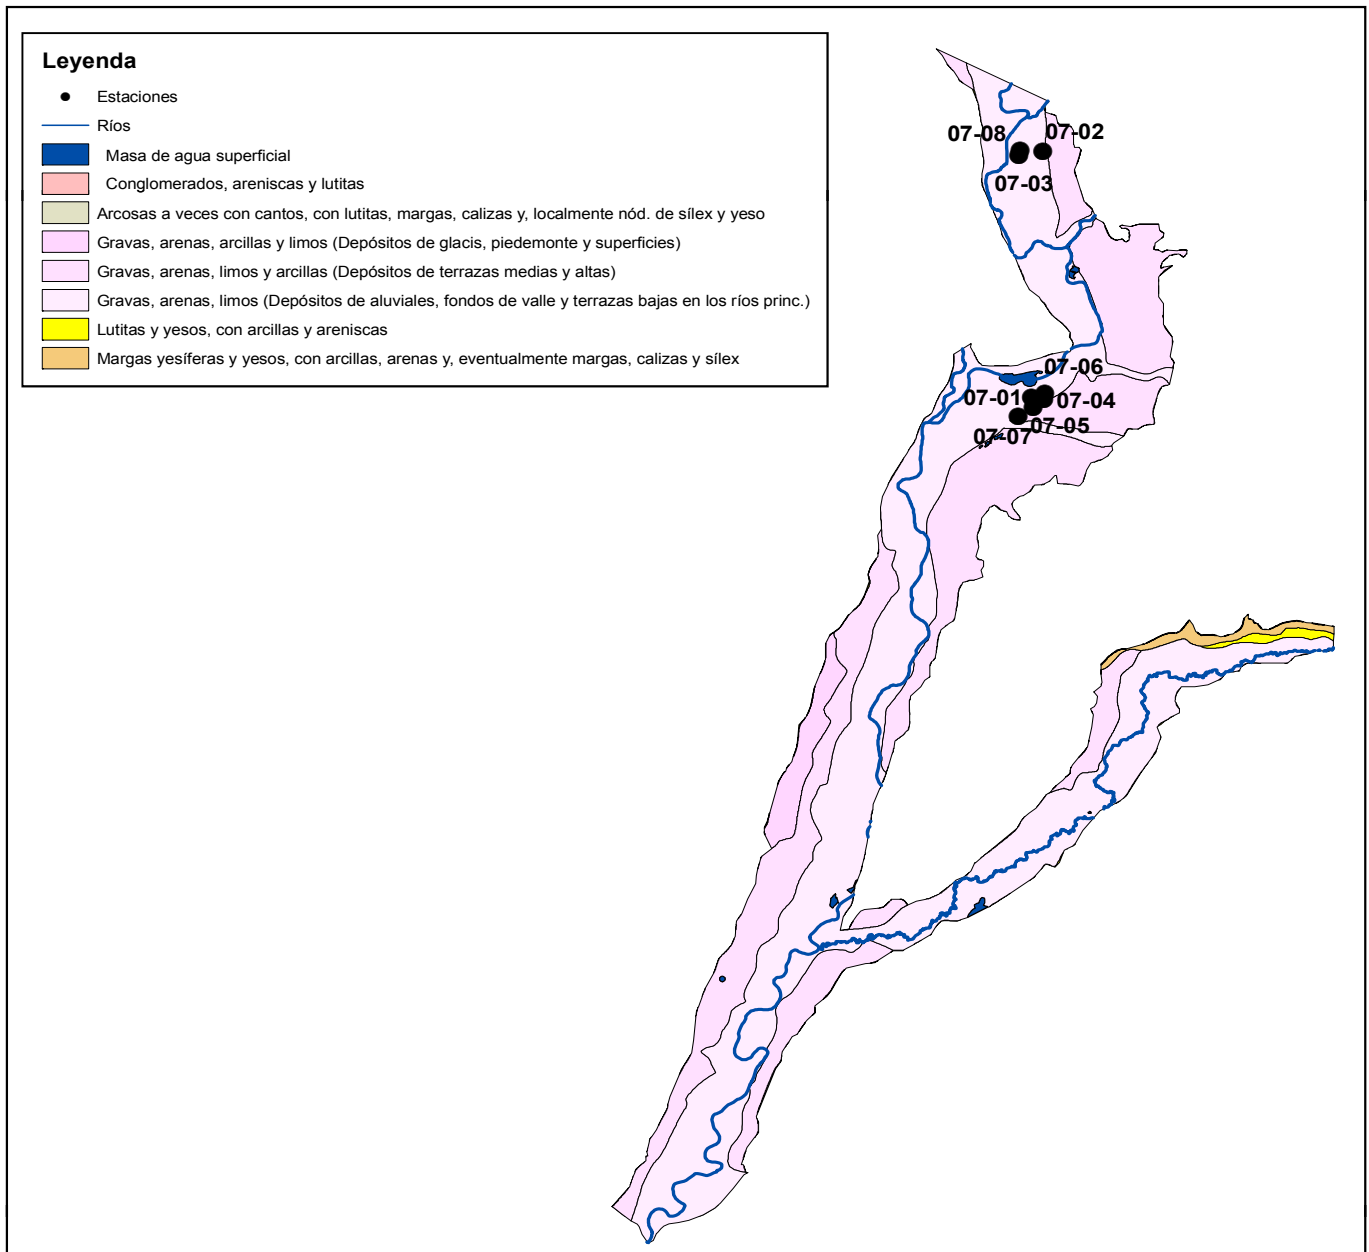 Leyenda
Estaciones
Ríos
Masa de agua superficial
Conglomerados, areniscas y lutitas
Arcosas a veces con cantos, con lutitas, margas, calizas y, localmente nód. de sílex y yeso
Gravas, arenas, arcillas y limos (Depósitos de glacis, piedemonte y superficies)
Gravas, arenas, limos y arcillas (Depósitos de terrazas medias y altas)
Gravas, arenas, limos (Depósitos de aluviales, fondos de valle y terrazas bajas en los ríos princ.)
Lutitas y yesos, con arcillas y areniscas
Margas yesíferas y yesos, con arcillas, arenas y, eventualmente margas, calizas y sílex
07-08
07-02
07-03
07-06
07-01
07-04
07-05
07-07